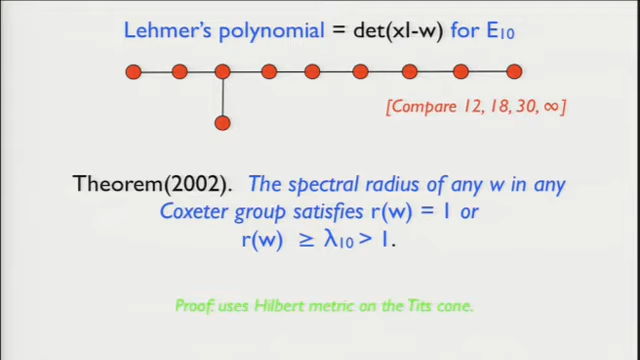 Lehmer's polynomial = det(xI-w) for E₁₀
[Compare 12, 18, 30, ∞]
Theorem(2002). The spectral radius of any w in any
Coxeter group satisfies r(w) = 1 or
r(w) ≥ λ₁₀ > 1.
Proof: uses Hilbert metric on the Tits cone.